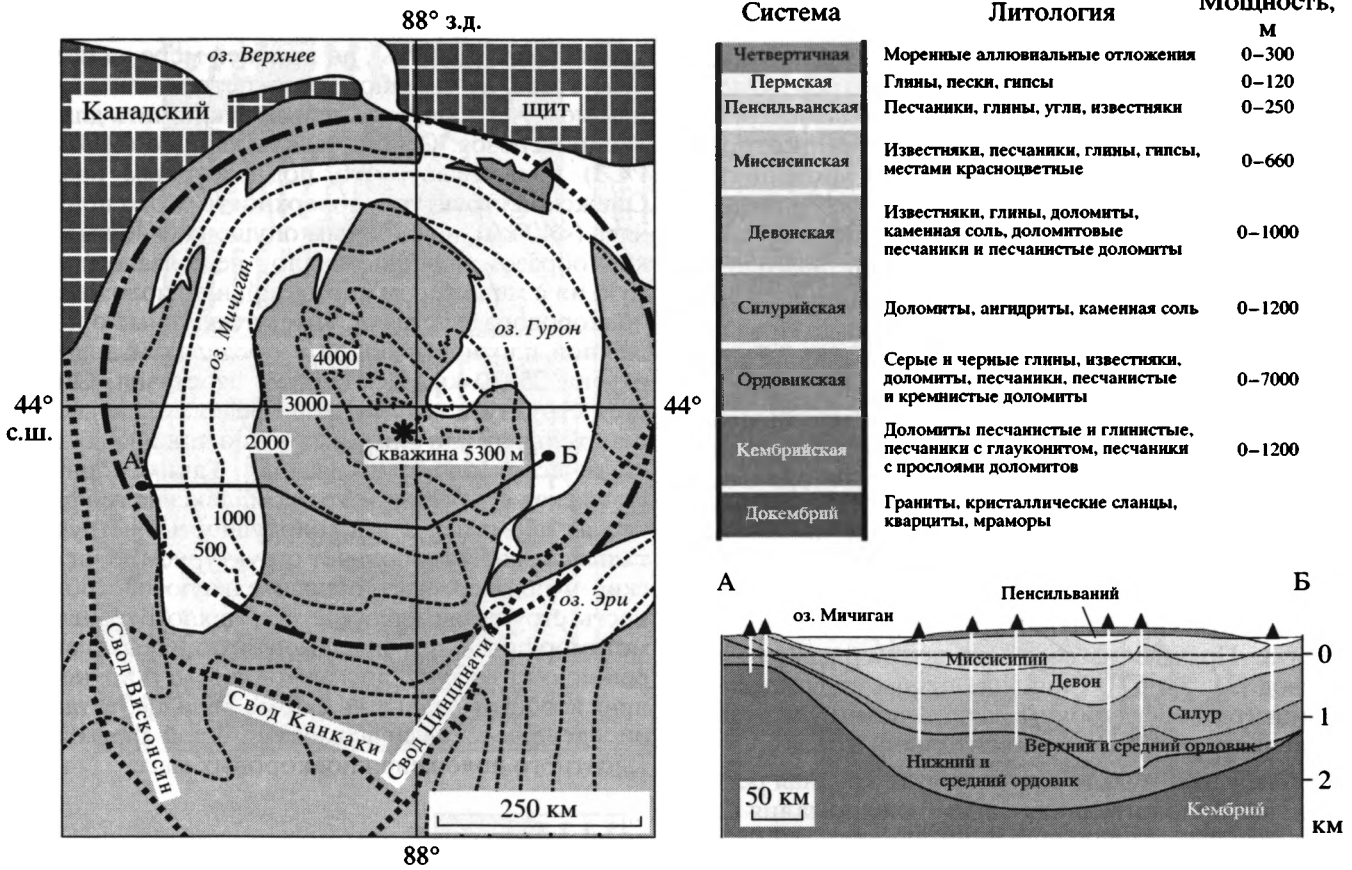 88° з.д.
оз. Верхнее
Канадский
щит
оз. Мичиган
оз. Гурон
4000
3000
2000
44°
с.ш.
44°
Скважина 5300 м
А
Б
1000
500
оз. Эри
Свод Висконсин
Свод Канкаки
Свод Цинцинати
250 км
88°
Система Литология Мощность,
м
Четвертичная Моренные аллювиальные отложения 0–300
Пермская Глины, пески, гипсы 0–120
Пенсильванская Песчаники, глины, угли, известняки 0–250
Миссисипская Известняки, песчаники, глины, гипсы,
местами красноцветные 0–660
Девонская Известняки, глины, доломиты,
каменная соль, доломитовые
песчаники и песчанистые доломиты 0–1000
Силурийская Доломиты, ангидриты, каменная соль 0–1200
Ордовикская Серые и черные глины, известняки,
доломиты, песчаники, песчанистые
и кремнистые доломиты 0–7000
Кембрийская Доломиты песчанистые и глинистые,
песчаники с глауконитом, песчаники
с прослоями доломитов 0–1200
Докембрий Граниты, кристаллические сланцы,
кварциты, мраморы
А
Б
Пенсильваний
оз. Мичиган
0
Миссисипий
Девон
Силур
1
Верхний и средний ордовик
Нижний и
средний ордовик
2
50 км
Кембрий
км